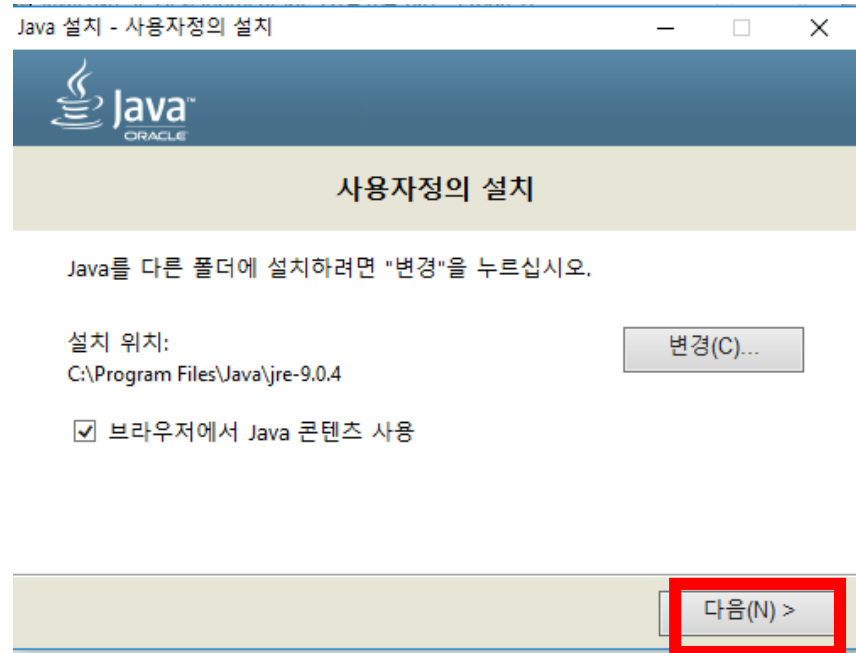 Java 설치 - 사용자정의 설치
Java™
ORACLE
사용자정의 설치
Java를 다른 폴더에 설치하려면 "변경"을 누르십시오.
설치 위치:
변경(C)...
C:\Program Files\Java\jre-9.0.4
브라우저에서 Java 콘텐츠 사용
다음(N) >